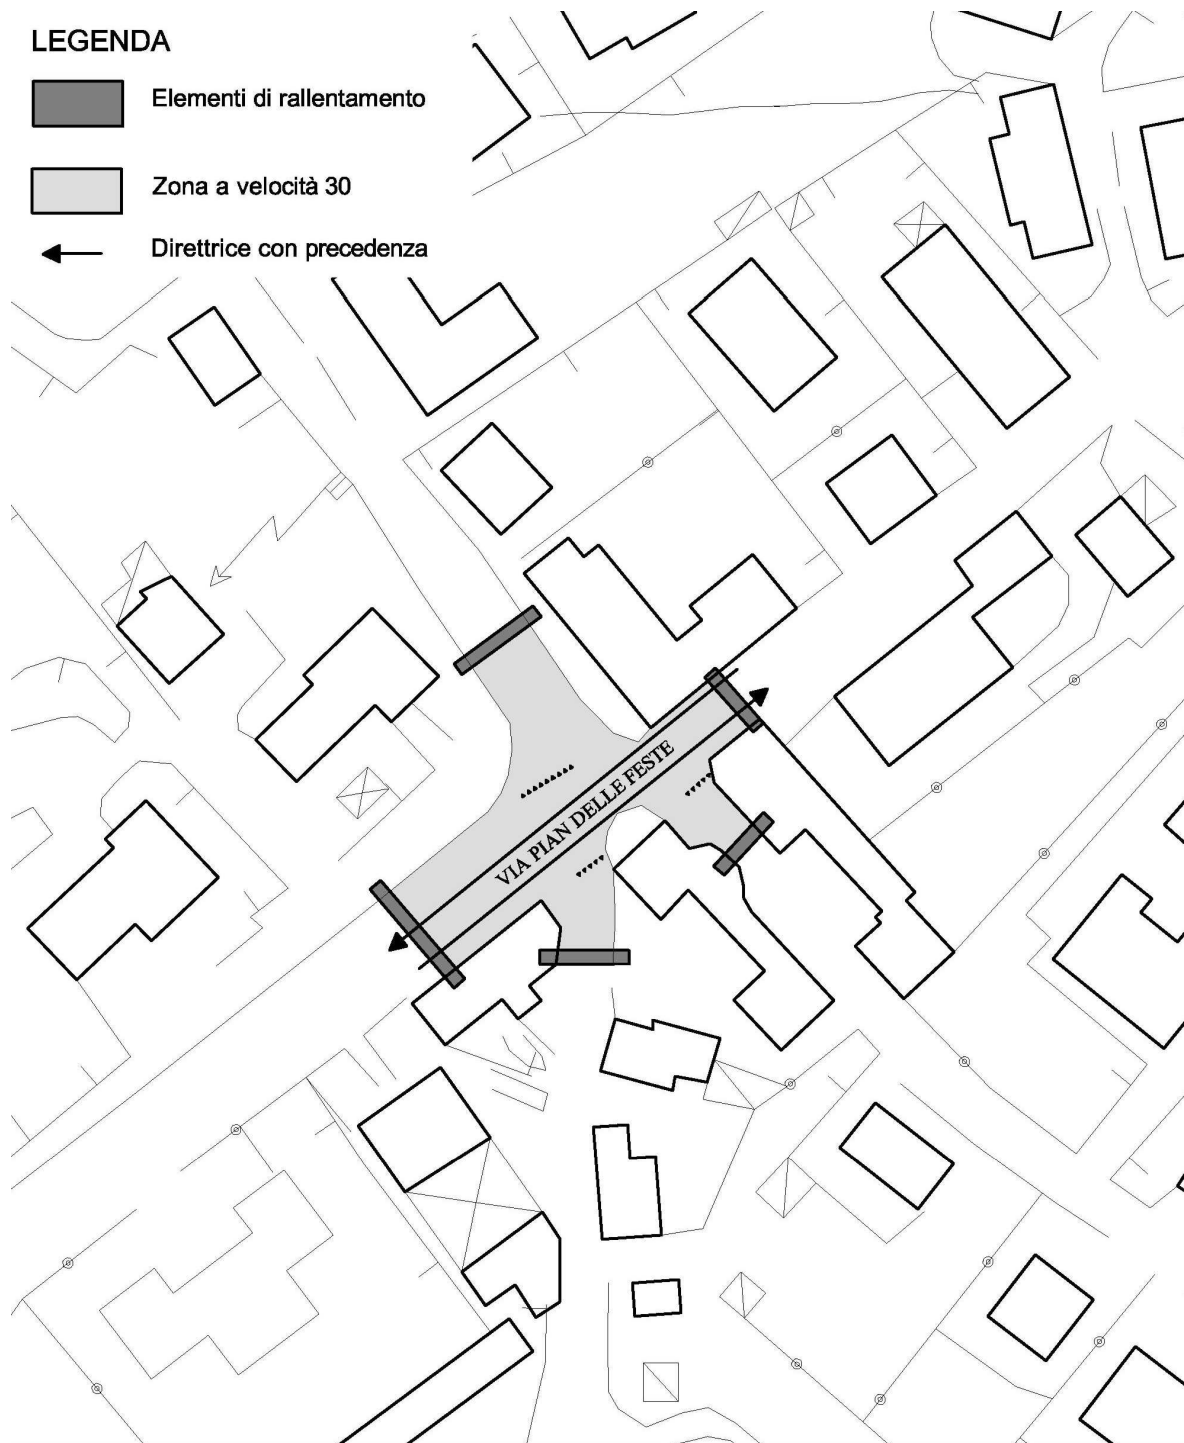 LEGENDA
Elementi di rallentamento
Zona a velocità 30
Direttrice con precedenza
VIA PIAN DELLE FESTE